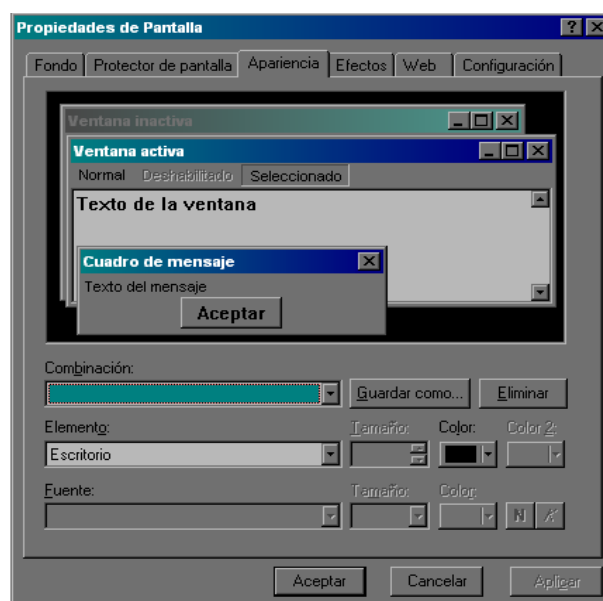 Propiedades de Pantalla
Fondo Protector de pantalla Apariencia Efectos Web Configuración
Ventana inactiva
Ventana activa
Normal Deshabilitado Seleccionado
Texto de la ventana
Cuadro de mensaje
Texto del mensaje
Aceptar
Combinación:
Guardar como... Eliminar
Elemento: Tamaño: Color: Color 2:
Escritorio
Fuente: Tamaño: Color:
N K
Aceptar Cancelar Aplicar